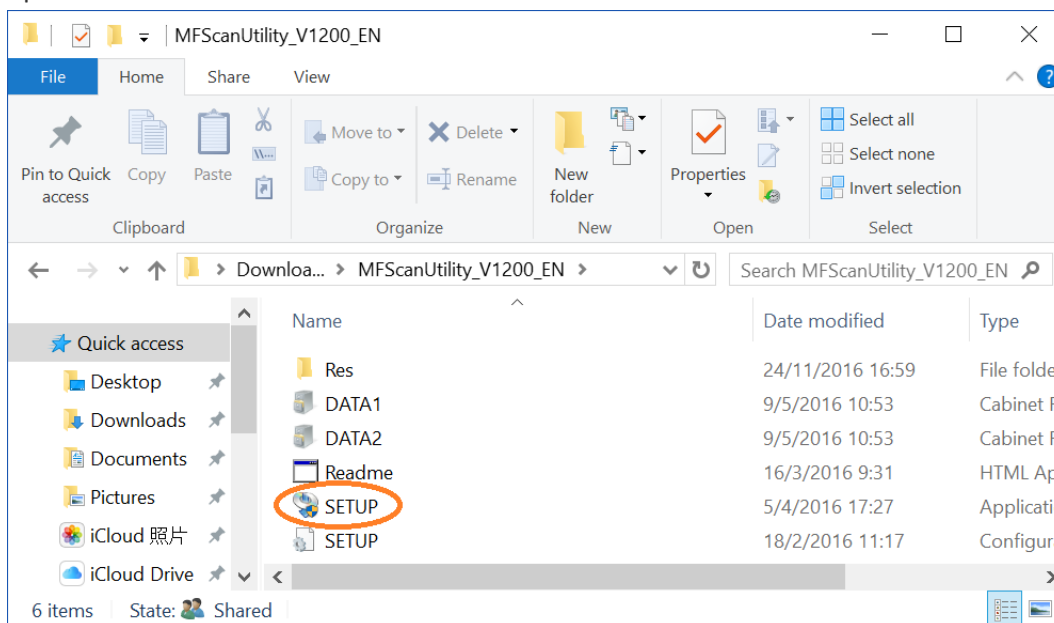 MFScanUtility_V1200_EN
File Home Share View
Pin to Quick access
Copy
Paste
Move to
Copy to
Delete
Rename
New folder
Properties
Select all
Select none
Invert selection
Clipboard Organize New Open Select
Downloa... > MFScanUtility_V1200_EN > Search MFScanUtility_V1200_EN
Name Date modified Type
Quick access
Desktop
Downloads
Documents
Pictures
iCloud 照片
iCloud Drive
Res 24/11/2016 16:59 File folde
DATA1 9/5/2016 10:53 Cabinet F
DATA2 9/5/2016 10:53 Cabinet F
Readme 16/3/2016 9:31 HTML Ap
SETUP 5/4/2016 17:27 Applicati
SETUP 18/2/2016 11:17 Configur
6 items State: Shared